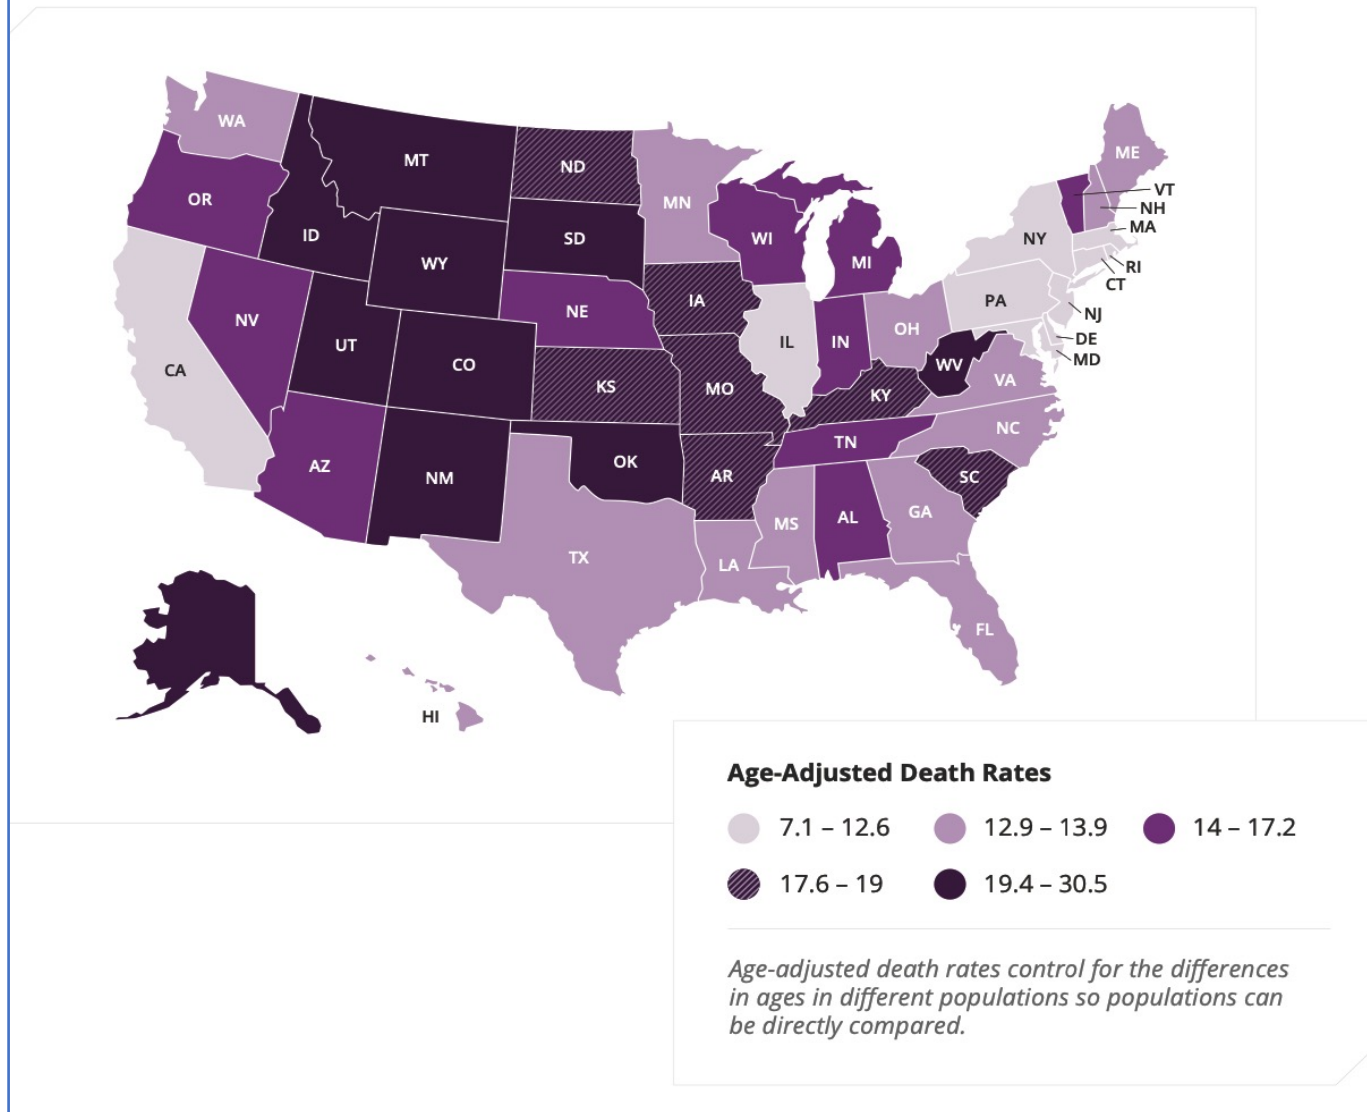 WA
MT
ND
MN
ME
VT
OR
NH
ID
SD
WI
NY
MA
WY
MI
RI
CT
NV
NE
IA
PA
NJ
UT
IL
IN
OH
DE
CO
WV
MD
CA
KS
MO
KY
VA
AZ
NM
OK
TN
NC
AR
SC
MS
AL
GA
TX
LA
FL
HI
Age-Adjusted Death Rates
7.1 – 12.6
12.9 – 13.9
14 – 17.2
17.6 – 19
19.4 – 30.5
Age-adjusted death rates control for the differences
in ages in different populations so populations can
be directly compared.